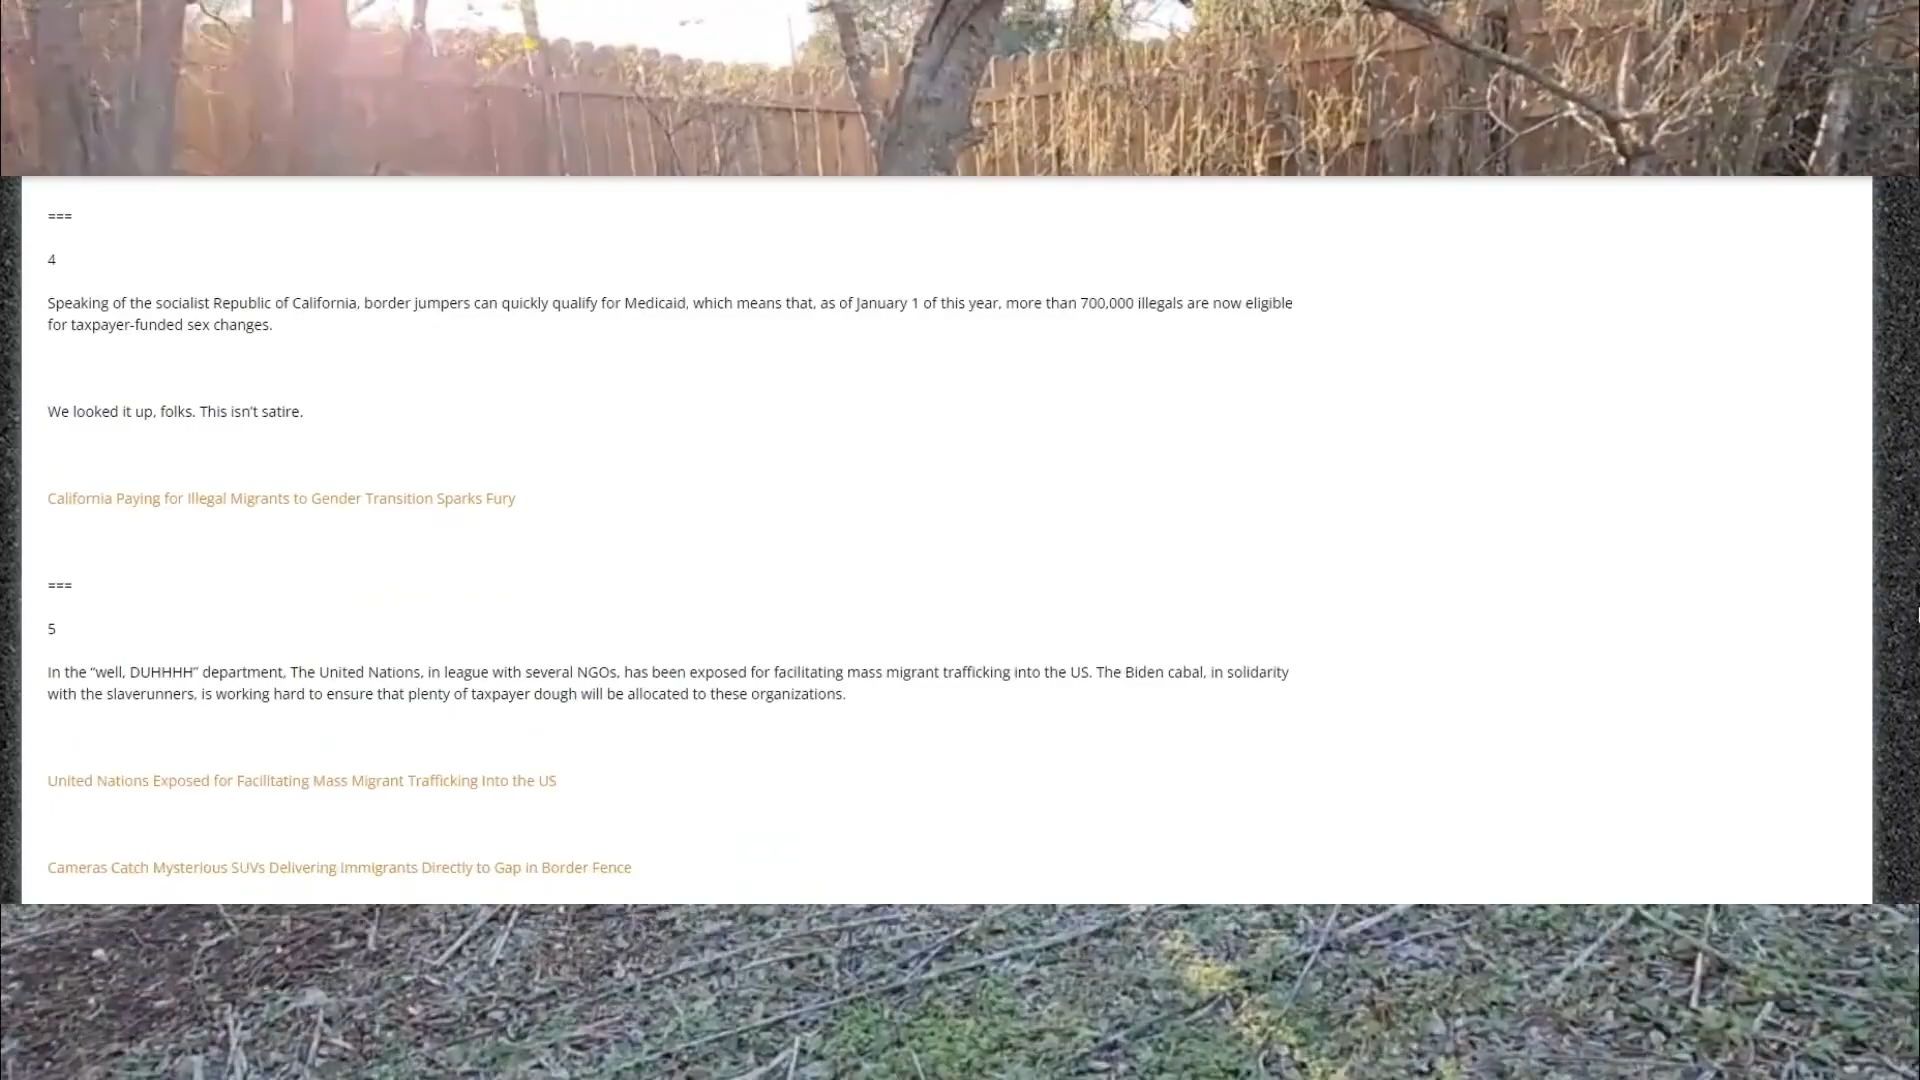 ===
4
Speaking of the socialist Republic of California, border jumpers can quickly qualify for Medicaid, which means that, as of January 1 of this year, more than 700,000 illegals are now eligible
for taxpayer-funded sex changes.
We looked it up, folks. This isn’t satire.
California Paying for Illegal Migrants to Gender Transition Sparks Fury
===
5
In the “well, DUHHHH” department, The United Nations, in league with several NGOs, has been exposed for facilitating mass migrant trafficking into the US. The Biden cabal, in solidarity
with the slaverunners, is working hard to ensure that plenty of taxpayer dough will be allocated to these organizations.
United Nations Exposed for Facilitating Mass Migrant Trafficking Into the US
Cameras Catch Mysterious SUVs Delivering Immigrants Directly to Gap in Border Fence